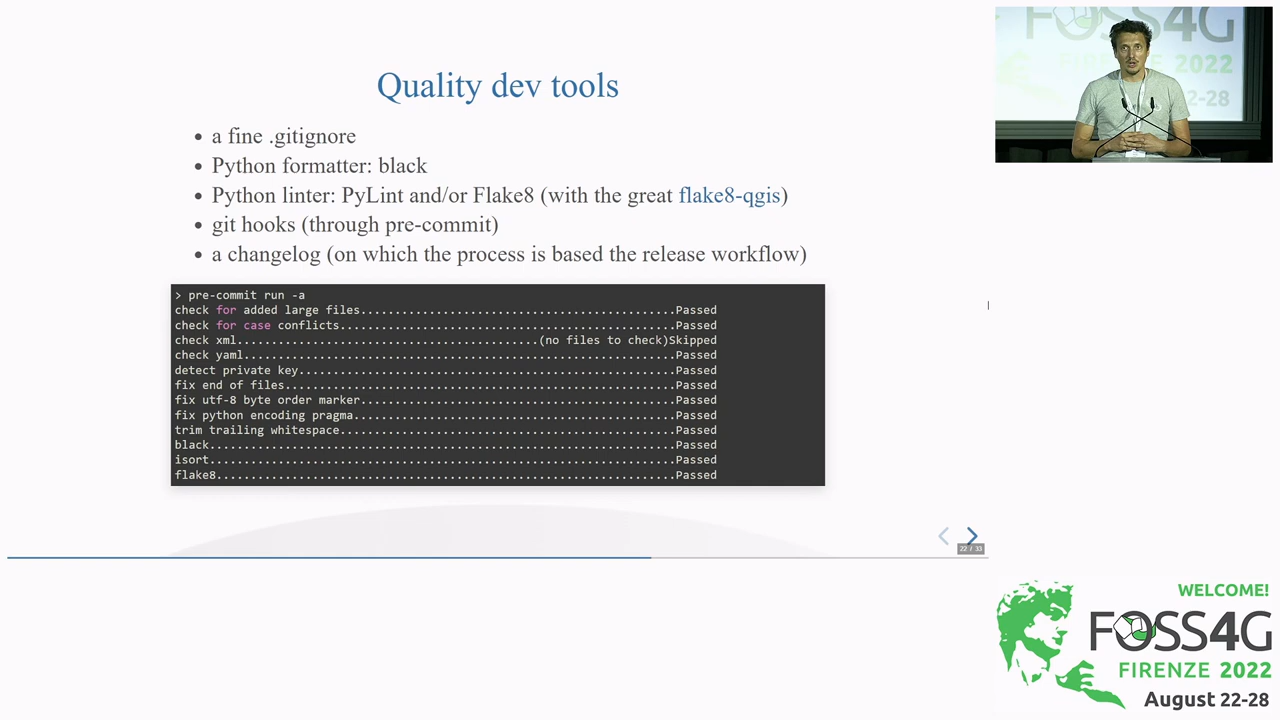 Quality dev tools
• a fine .gitignore
• Python formatter: black
• Python linter: PyLint and/or Flake8 (with the great flake8-qgis)
• git hooks (through pre-commit)
• a changelog (on which the process is based the release workflow)
> pre-commit run -a
check for added large files..............................................Passed
check for case conflicts.................................................Passed
check xml............................................(no files to check)Skipped
check yaml...............................................................Passed
detect private key.......................................................Passed
fix end of files.........................................................Passed
fix utf-8 byte order marker..............................................Passed
fix python encoding pragma...............................................Passed
trim trailing whitespace.................................................Passed
black....................................................................Passed
isort....................................................................Passed
flake8...................................................................Passed
22 / 33
FOSS4G
FIRENZE 2022
22-28
WELCOME!
FOSS4G
FIRENZE 2022
August 22-28